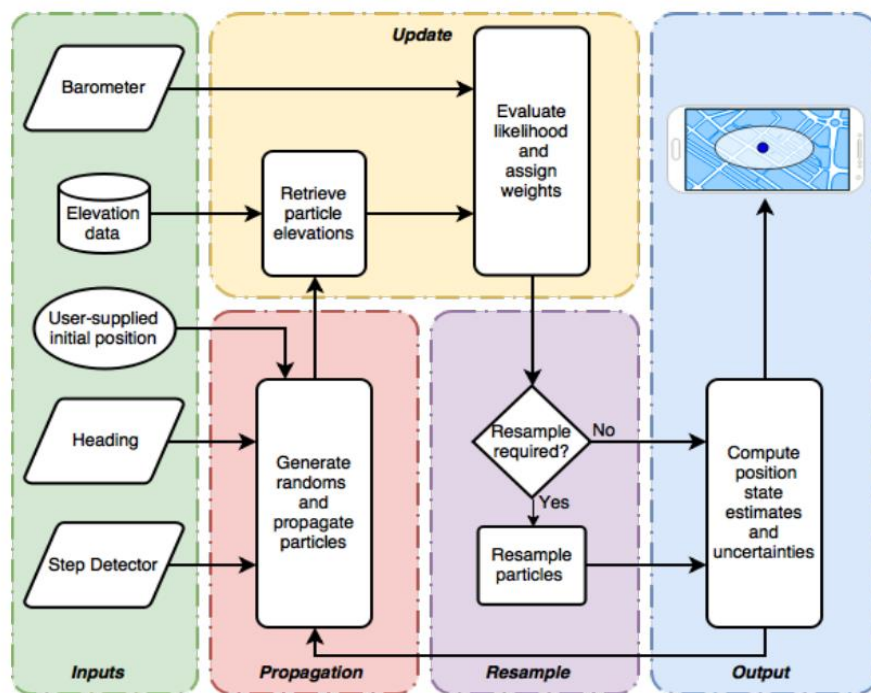 Update
Barometer
Evaluate
likelihood
and
assign
weights
Elevation
data
Retrieve
particle
elevations
User-supplied
initial position
Heading
Generate
randoms
and
propagate
particles
Resample
required?
No
Yes
Compute
position
state
estimates
and
uncertainties
Step Detector
Resample
particles
Inputs
Propagation
Resample
Output